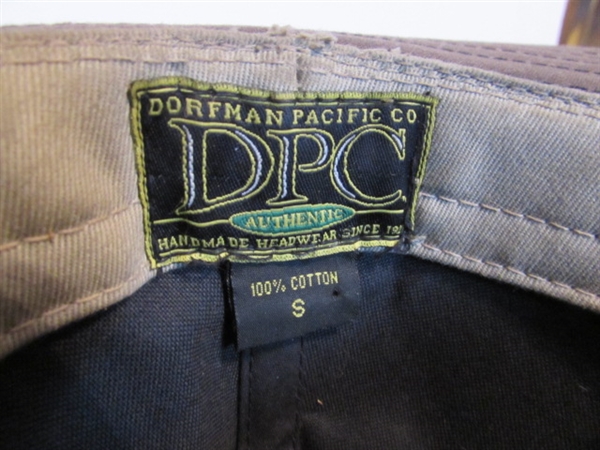 DORFMAN PACIFIC CO
DPC
AUTHENTIC
HANDMADE HEADWEAR SINCE
100% COTTON
S